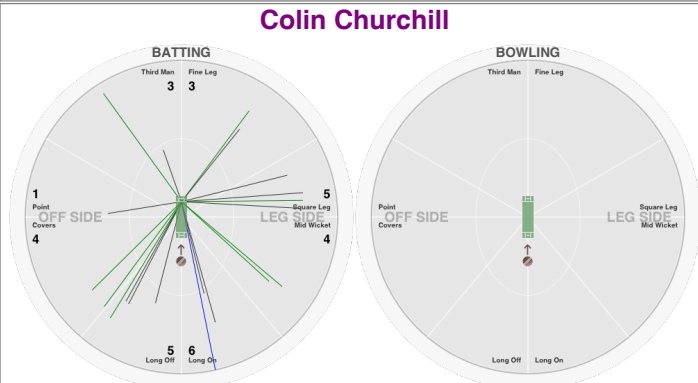 Colin Churchill
BATTING
Third Man Fine Leg
3 3
1 5
Point Square Leg
OFF SIDE LEG SIDE
Covers Mid Wicket
4 4
5 6
Long Off Long On
BOWLING
Third Man Fine Leg
Point Square Leg
OFF SIDE LEG SIDE
Covers Mid Wicket
Long Off Long On